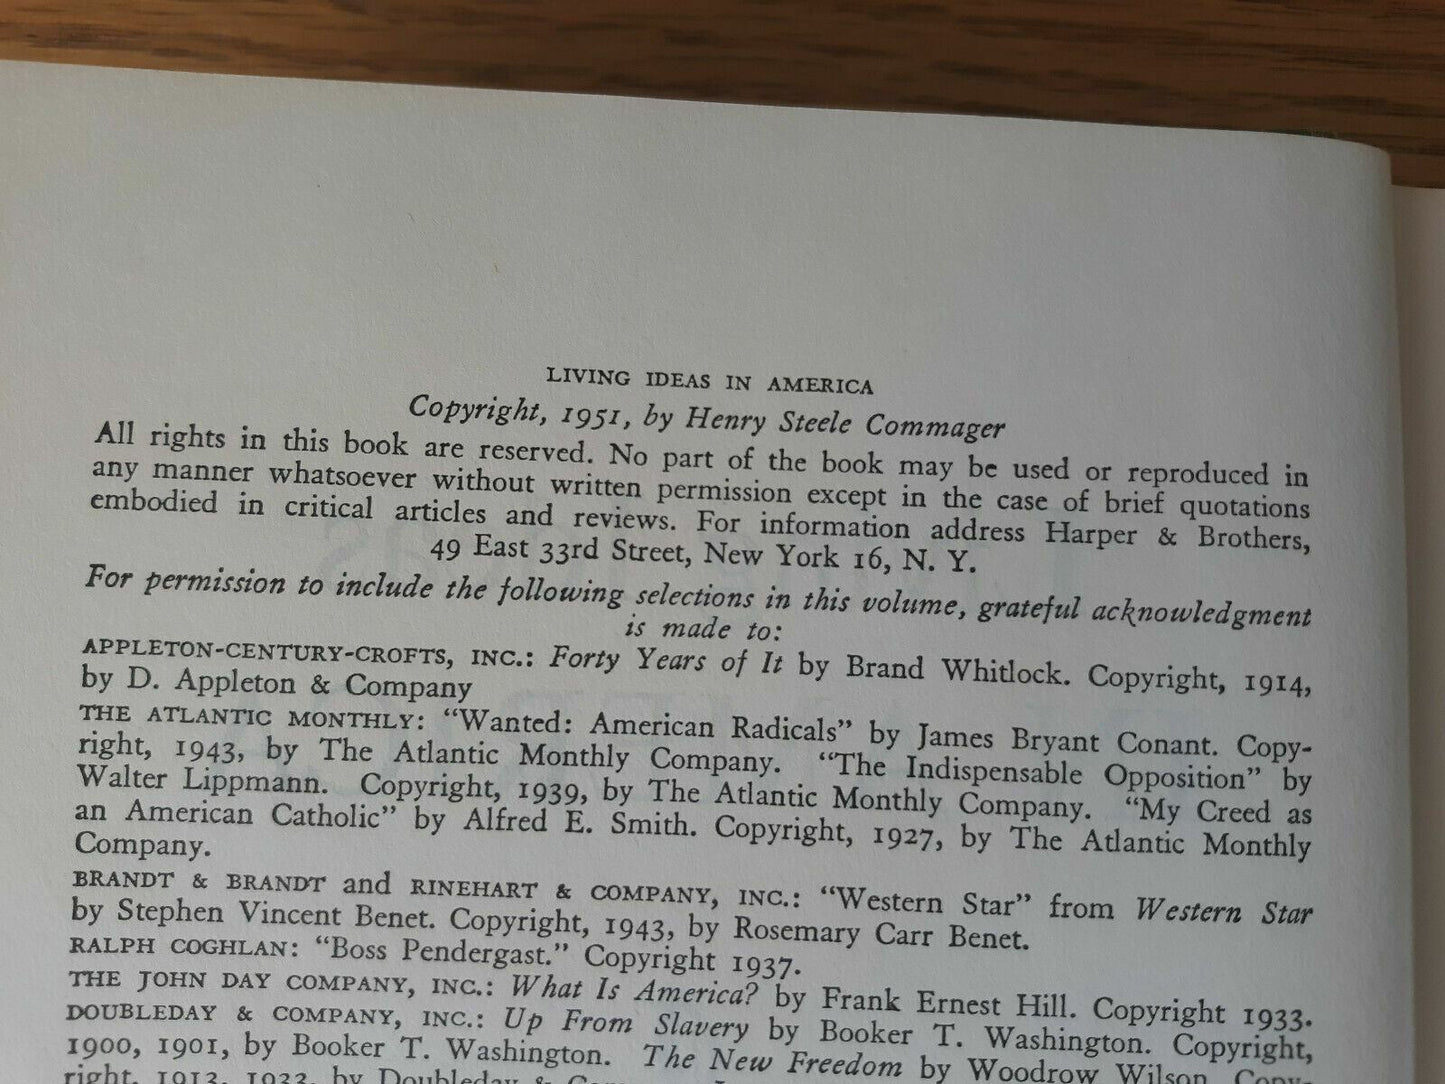 LIVING IDEAS IN AMERICA
Copyright, 1951, by Henry Steele Commager
All rights in this book are reserved. No part of the book may be used or reproduced in
any manner whatsoever without written permission except in the case of brief quotations
embodied in critical articles and reviews. For information address Harper & Brothers,
49 East 33rd Street, New York 16, N. Y.
For permission to include the following selections in this volume, grateful acknowledgment
is made to:
APPLETON-CENTURY-CROFTS, INC.: Forty Years of It by Brand Whitlock. Copyright, 1914,
by D. Appleton & Company
THE ATLANTIC MONTHLY: “Wanted: American Radicals” by James Bryant Conant. Copy-
right, 1943, by The Atlantic Monthly Company. “The Indispensable Opposition” by
Walter Lippmann. Copyright, 1939, by The Atlantic Monthly Company. “My Creed as
an American Catholic” by Alfred E. Smith. Copyright, 1927, by The Atlantic Monthly
Company.
BRANDT & BRANDT and RINEHART & COMPANY, INC.: “Western Star” from Western Star
by Stephen Vincent Benet. Copyright, 1943, by Rosemary Carr Benet.
RALPH COGHLAN: “Boss Pendergast.” Copyright 1937.
THE JOHN DAY COMPANY, INC.: What Is America? by Frank Ernest Hill. Copyright 1933.
DOUBLEDAY & COMPANY, INC.: Up From Slavery by Booker T. Washington. Copyright,
1900, 1901, by Booker T. Washington. The New Freedom by Woodrow Wilson. Copy-
right, 1913, 1933, by Doubleday &